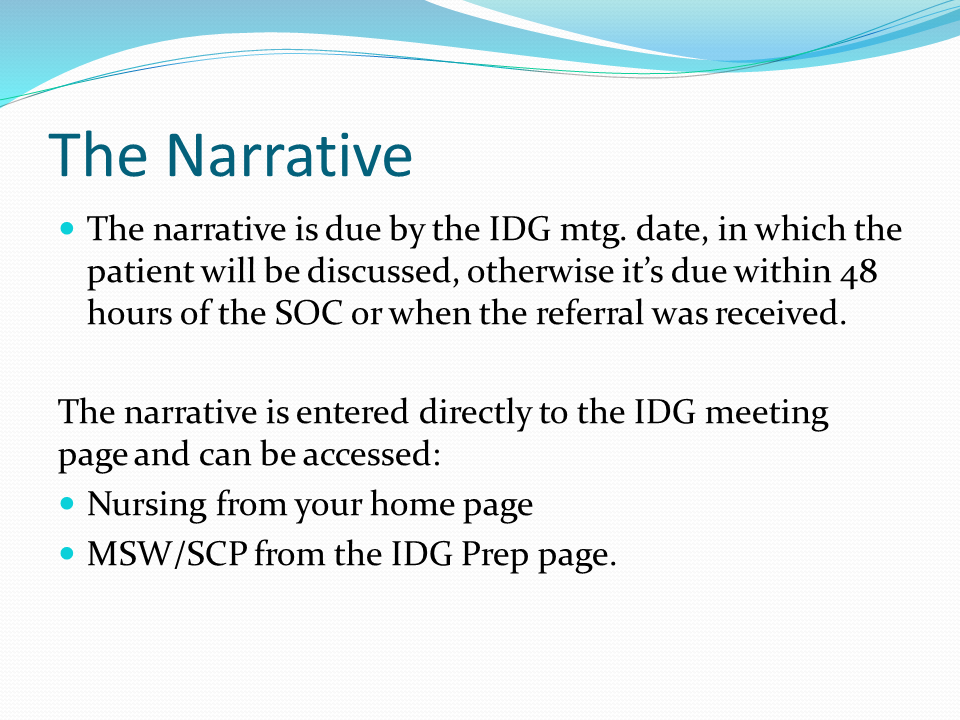 The Narrative
• The narrative is due by the IDG mtg. date, in which the
patient will be discussed, otherwise it’s due within 48
hours of the SOC or when the referral was received.
The narrative is entered directly to the IDG meeting
page and can be accessed:
• Nursing from your home page
• MSW/SCP from the IDG Prep page.